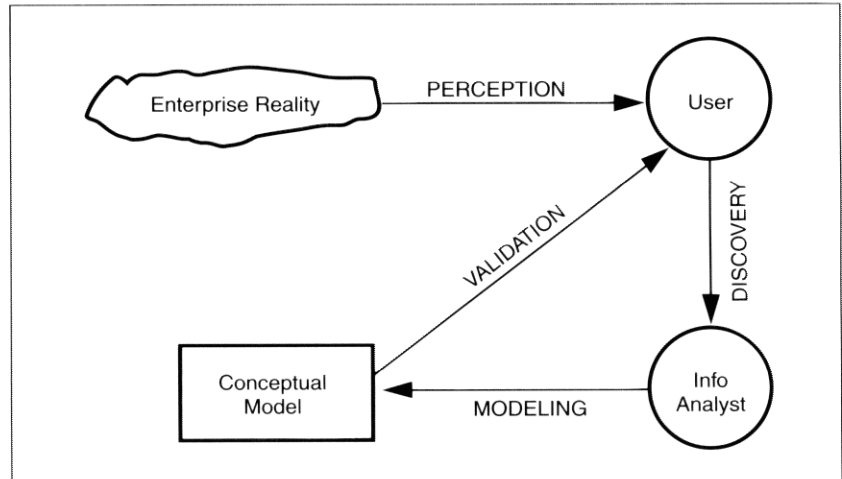 Enterprise Reality
PERCEPTION
User
VALIDATION
DISCOVERY
Conceptual
Model
MODELING
Info
Analyst